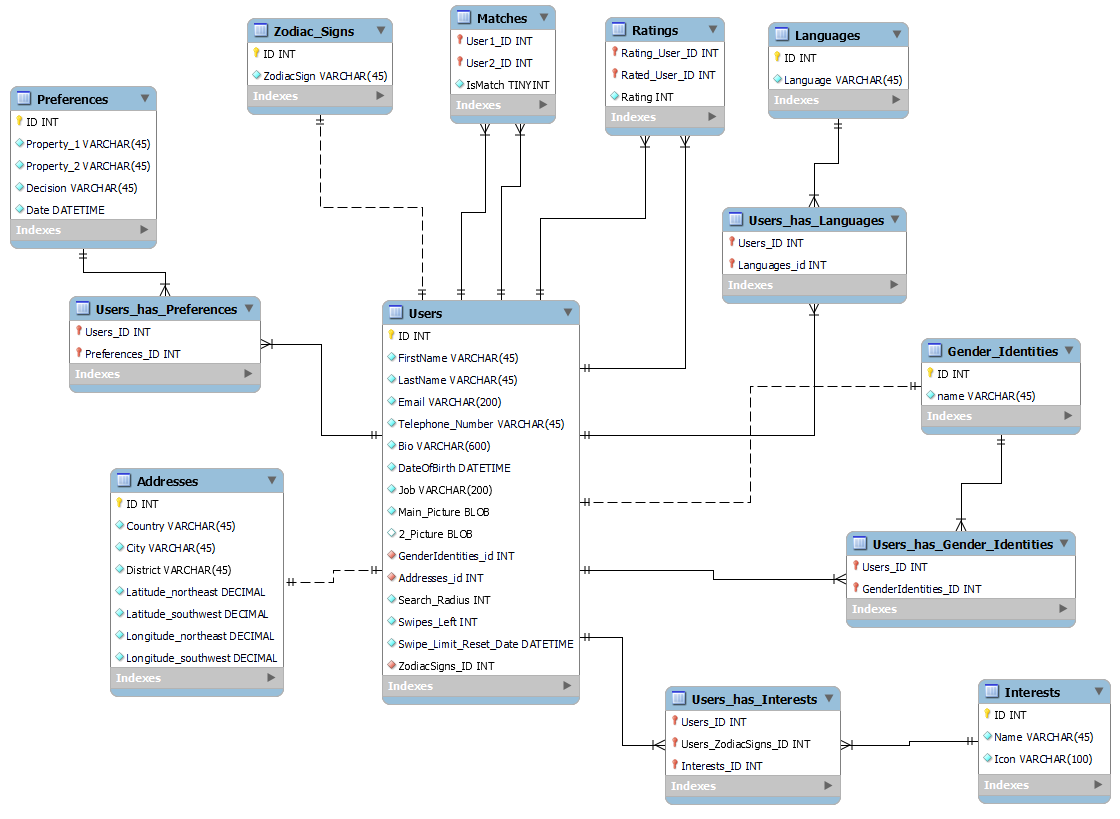 Zodiac_Signs
ID INT
ZodiacSign VARCHAR(45)
Indexes
Matches
User1_ID INT
User2_ID INT
IsMatch TINYINT
Indexes
Ratings
Rating_User_ID INT
Rated_User_ID INT
Rating INT
Indexes
Languages
ID INT
Language VARCHAR(45)
Indexes
Preferences
ID INT
Property_1 VARCHAR(45)
Property_2 VARCHAR(45)
Decision VARCHAR(45)
Date DATETIME
Indexes
Users_has_Languages
Users_ID INT
Languages_id INT
Indexes
Users_has_Preferences
Users_ID INT
Preferences_ID INT
Indexes
Users
ID INT
FirstName VARCHAR(45)
LastName VARCHAR(45)
Email VARCHAR(200)
Telephone_Number VARCHAR(45)
Bio VARCHAR(600)
DateOfBirth DATETIME
Job VARCHAR(200)
Main_Picture BLOB
2_Picture BLOB
GenderIdentities_id INT
Addresses_id INT
Search_Radius INT
Swipes_Left INT
Swipe_Limit_Reset_Date DATETIME
ZodiacSigns_ID INT
Indexes
Gender_Identities
ID INT
name VARCHAR(45)
Indexes
Addresses
ID INT
Country VARCHAR(45)
City VARCHAR(45)
District VARCHAR(45)
Latitude_northeast DECIMAL
Latitude_southwest DECIMAL
Longitude_northeast DECIMAL
Longitude_southwest DECIMAL
Indexes
Users_has_Gender_Identities
Users_ID INT
GenderIdentities_ID INT
Indexes
Users_has_Interests
Users_ID INT
Users_ZodiacSigns_ID INT
Interests_ID INT
Indexes
Interests
ID INT
Name VARCHAR(45)
Icon VARCHAR(100)
Indexes